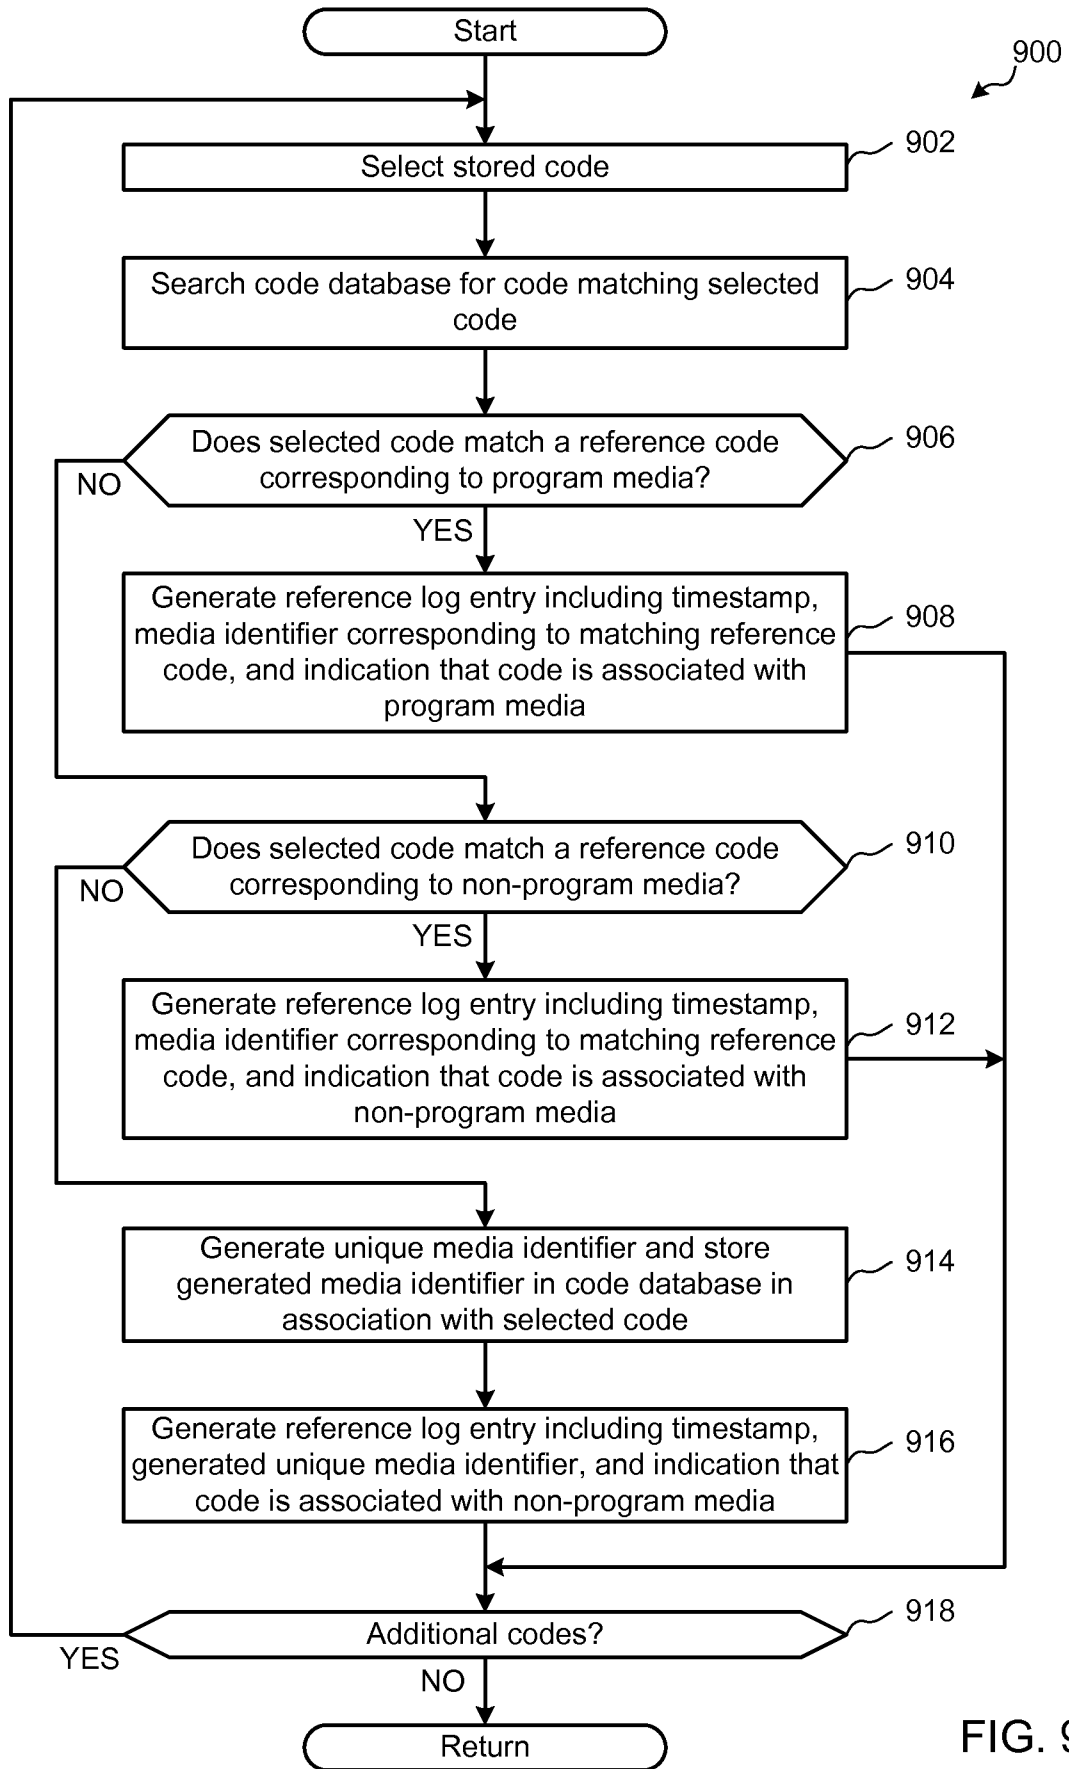 Start
900
Select stored code
902
Search code database for code matching selected
code
904
Does selected code match a reference code
corresponding to program media?
906
NO
YES
Generate reference log entry including timestamp,
media identifier corresponding to matching reference
code, and indication that code is associated with
program media
908
Does selected code match a reference code
corresponding to non-program media?
910
NO
YES
Generate reference log entry including timestamp,
media identifier corresponding to matching reference
code, and indication that code is associated with
non-program media
912
Generate unique media identifier and store
generated media identifier in code database in
association with selected code
914
Generate reference log entry including timestamp,
generated unique media identifier, and indication that
code is associated with non-program media
916
Additional codes?
918
YES
NO
Return
FIG. 9